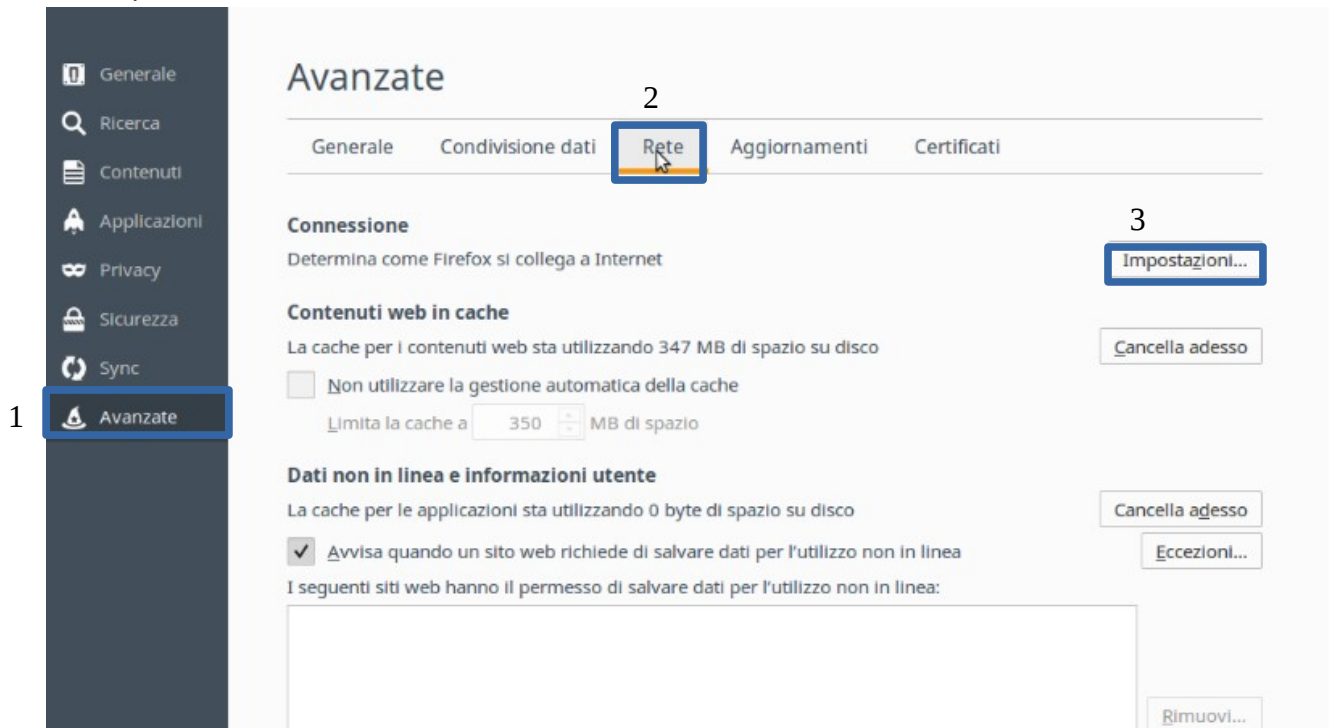 Generale
Ricerca
Contenuti
Applicazioni
Privacy
Sicurezza
Sync
1
Avanzate
Avanzate
2
Generale Condivisione dati Rete Aggiornamenti Certificati
Connessione
3
Determina come Firefox si collega a Internet Impostazioni...
Contenuti web in cache
La cache per i contenuti web sta utilizzando 347 MB di spazio su disco Cancella adesso
Non utilizzare la gestione automatica della cache
Limita la cache a 350 MB di spazio
Dati non in linea e informazioni utente
La cache per le applicazioni sta utilizzando 0 byte di spazio su disco Cancella adesso
Avvisa quando un sito web richiede di salvare dati per l'utilizzo non in linea Eccezioni...
I seguenti siti web hanno il permesso di salvare dati per l'utilizzo non in linea:
Rimuovi...